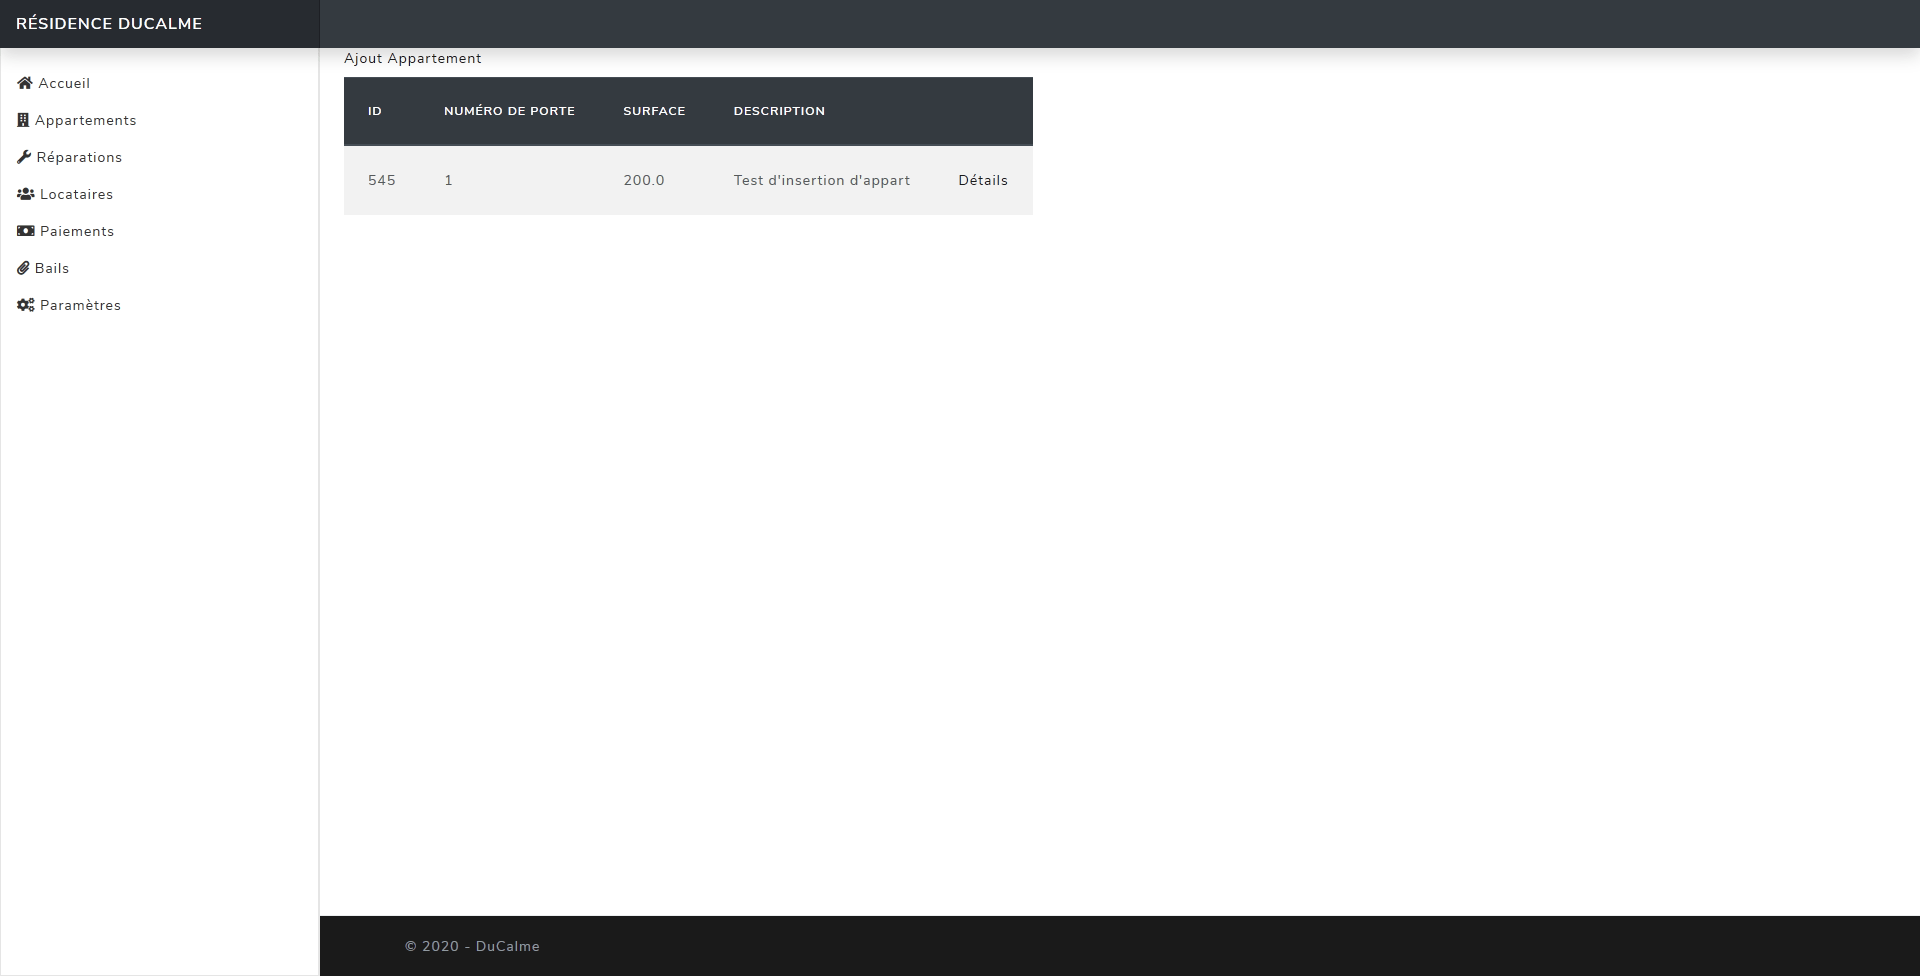 RÉSIDENCE DUCALME
Accueil
Appartements
Réparations
Locataires
Paiements
Bails
Paramètres
Ajout Appartement
ID NUMÉRO DE PORTE SURFACE DESCRIPTION
545 1 200.0 Test d'insertion d'appart Détails
© 2020 - DuCalme